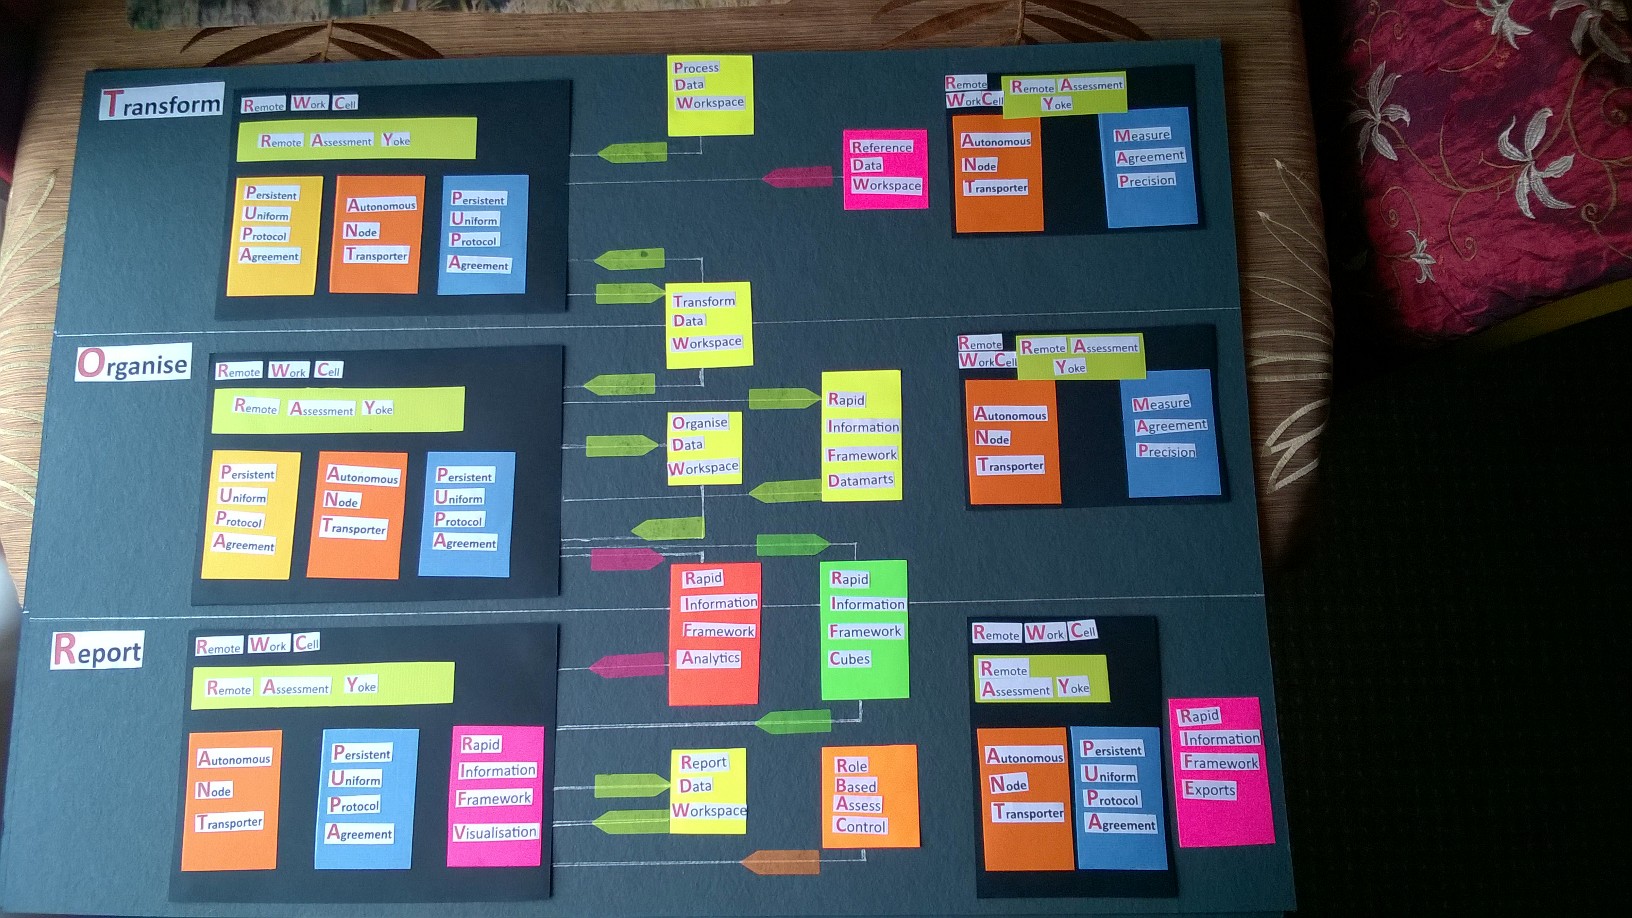 Transform
Remote Work Cell
Remote Assessment Yoke
Persistent
Uniform
Protocol
Agreement
Autonomous
Node
Transporter
Persistent
Uniform
Protocol
Agreement
Process
Data
Workspace
Transform
Data
Workspace
Reference
Data
Workspace
Remote
Work Cell
Remote Assessment
Yoke
Autonomous
Node
Transporter
Measure
Agreement
Precision
Organise
Remote Work Cell
Remote Assessment Yoke
Persistent
Uniform
Protocol
Agreement
Autonomous
Node
Transporter
Persistent
Uniform
Protocol
Agreement
Organise
Data
Workspace
Rapid
Information
Framework
Datamarts
Remote
Work Cell
Remote Assessment
Yoke
Autonomous
Node
Transporter
Measure
Agreement
Precision
Report
Remote Work Cell
Remote Assessment Yoke
Autonomous
Node
Transporter
Persistent
Uniform
Protocol
Agreement
Rapid
Information
Framework
Visualisation
Rapid
Information
Framework
Analytics
Report
Data
Workspace
Rapid
Information
Framework
Cubes
Role
Based
Assess
Control
Remote Work Cell
Remote
Assessment Yoke
Autonomous
Node
Transporter
Persistent
Uniform
Protocol
Agreement
Rapid
Information
Framework
Exports